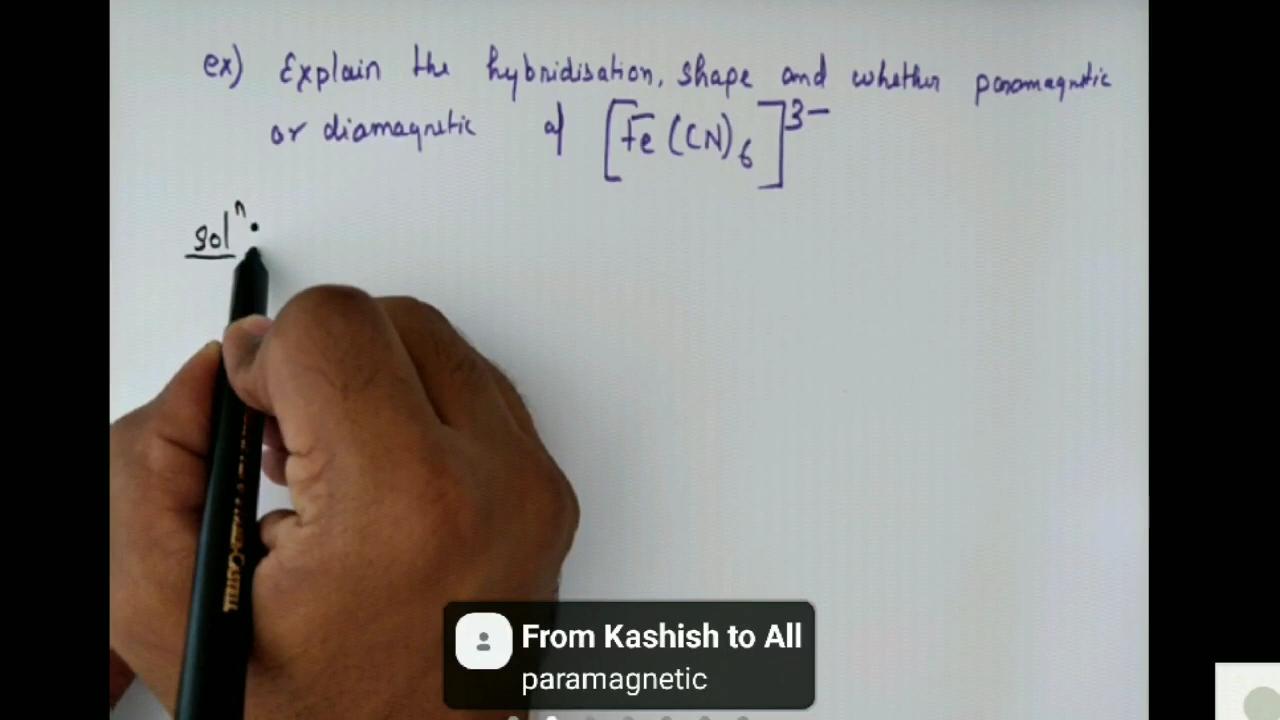 ex) Explain the hybridisation, shape and whether paramagnetic
or diamagnetic of [Fe(CN)6]3-
solⁿ:
From Kashish to All
paramagnetic